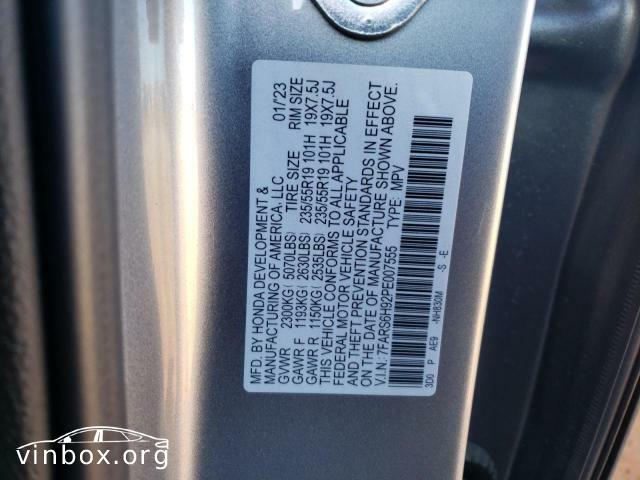 MFD. BY HONDA DEVELOPMENT &
MANUFACTURING OF AMERICA, LLC 01/'23
GVWR 2300KG( 5070LBS) TIRE SIZE RIM SIZE
GAWR F 1193KG( 2630LBS) 235/55R19 101H 19X7.5J
GAWR R 1150KG( 2535LBS) 235/55R19 101H 19X7.5J
THIS VEHICLE CONFORMS TO ALL APPLICABLE
FEDERAL MOTOR VEHICLE SAFETY
AND THEFT PREVENTION STANDARDS IN EFFECT
ON THE DATE OF MANUFACTURE SHOWN ABOVE.
V.I.N.: 7FARS6H92PE007555 TYPE: MPV
300 P AE9 -NH830M -S -E
vinbox.org